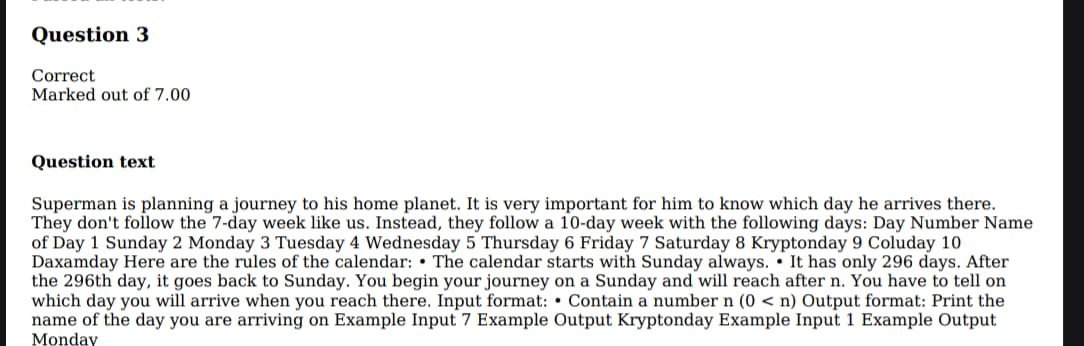 Question 3
Correct
Marked out of 7.00
Question text
Superman is planning a journey to his home planet. It is very important for him to know which day he arrives there.
They don't follow the 7-day week like us. Instead, they follow a 10-day week with the following days: Day Number Name
of Day 1 Sunday 2 Monday 3 Tuesday 4 Wednesday 5 Thursday 6 Friday 7 Saturday 8 Kryptonday 9 Coluday 10
Daxamday Here are the rules of the calendar: • The calendar starts with Sunday always. • It has only 296 days. After
the 296th day, it goes back to Sunday. You begin your journey on a Sunday and will reach after n. You have to tell on
which day you will arrive when you reach there. Input format: • Contain a number n (0 < n) Output format: Print the
name of the day you are arriving on Example Input 7 Example Output Kryptonday Example Input 1 Example Output
Monday